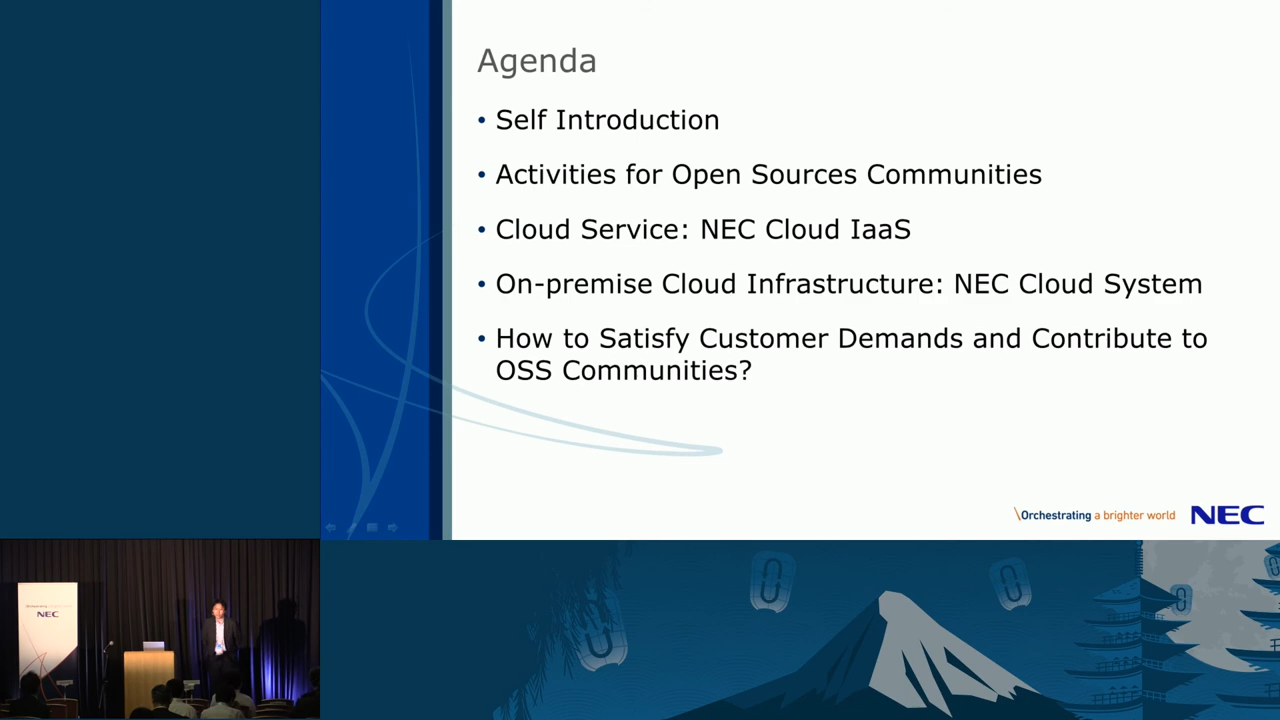 Agenda
• Self Introduction
• Activities for Open Sources Communities
• Cloud Service: NEC Cloud IaaS
• On-premise Cloud Infrastructure: NEC Cloud System
• How to Satisfy Customer Demands and Contribute to
OSS Communities?
\Orchestrating a brighter world NEC
NEC